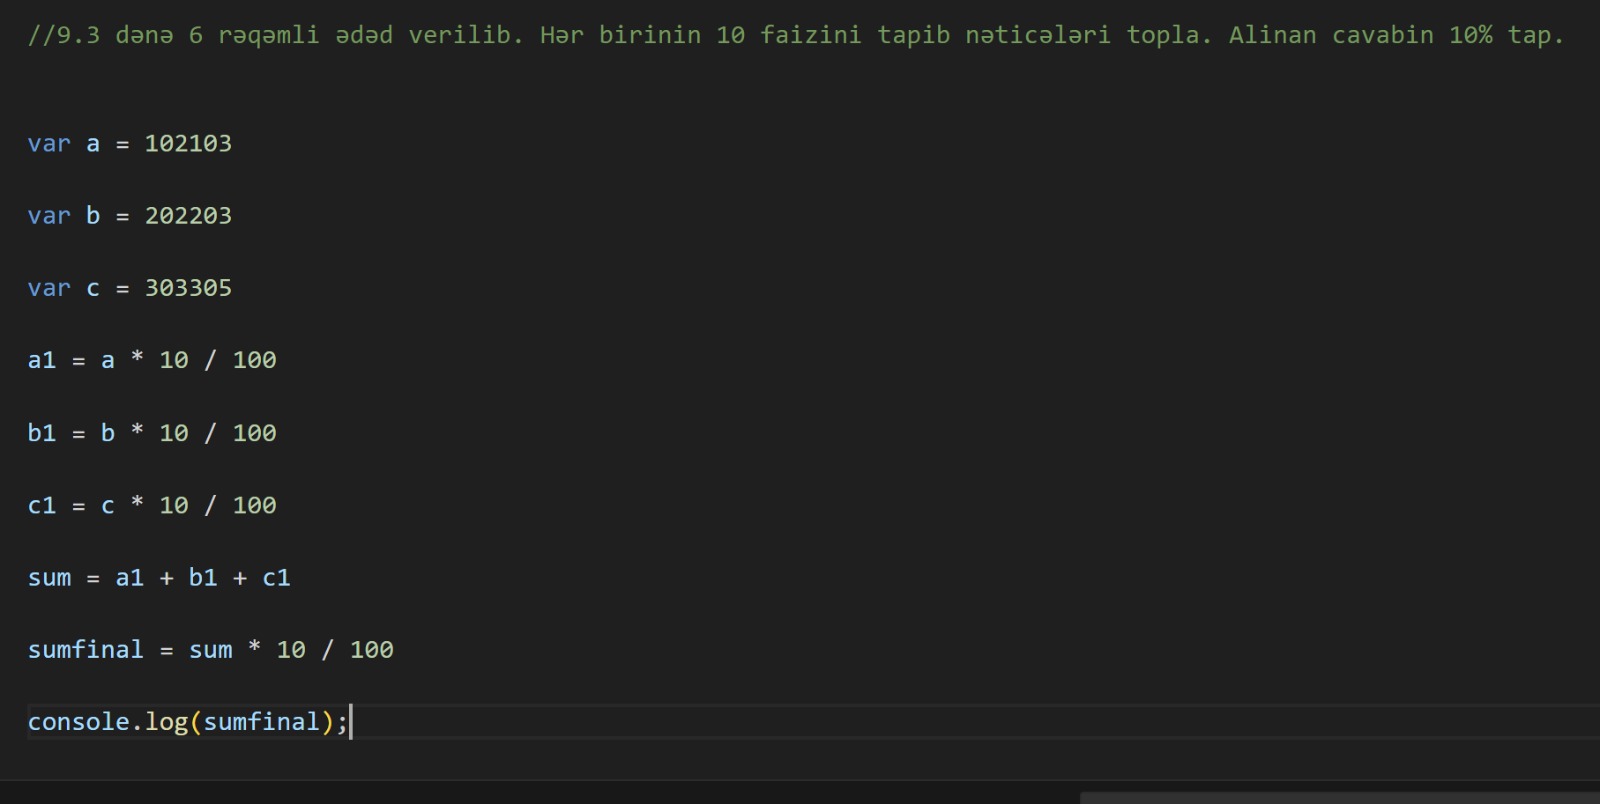 //9.3 dənə 6 rəqəmli ədəd verilib. Hər birinin 10 faizini tapib nəticələri topla. Alinan cavabin 10% tap.
var a = 102103
var b = 202203
var c = 303305
a1 = a * 10 / 100
b1 = b * 10 / 100
c1 = c * 10 / 100
sum = a1 + b1 + c1
sumfinal = sum * 10 / 100
console.log(sumfinal);